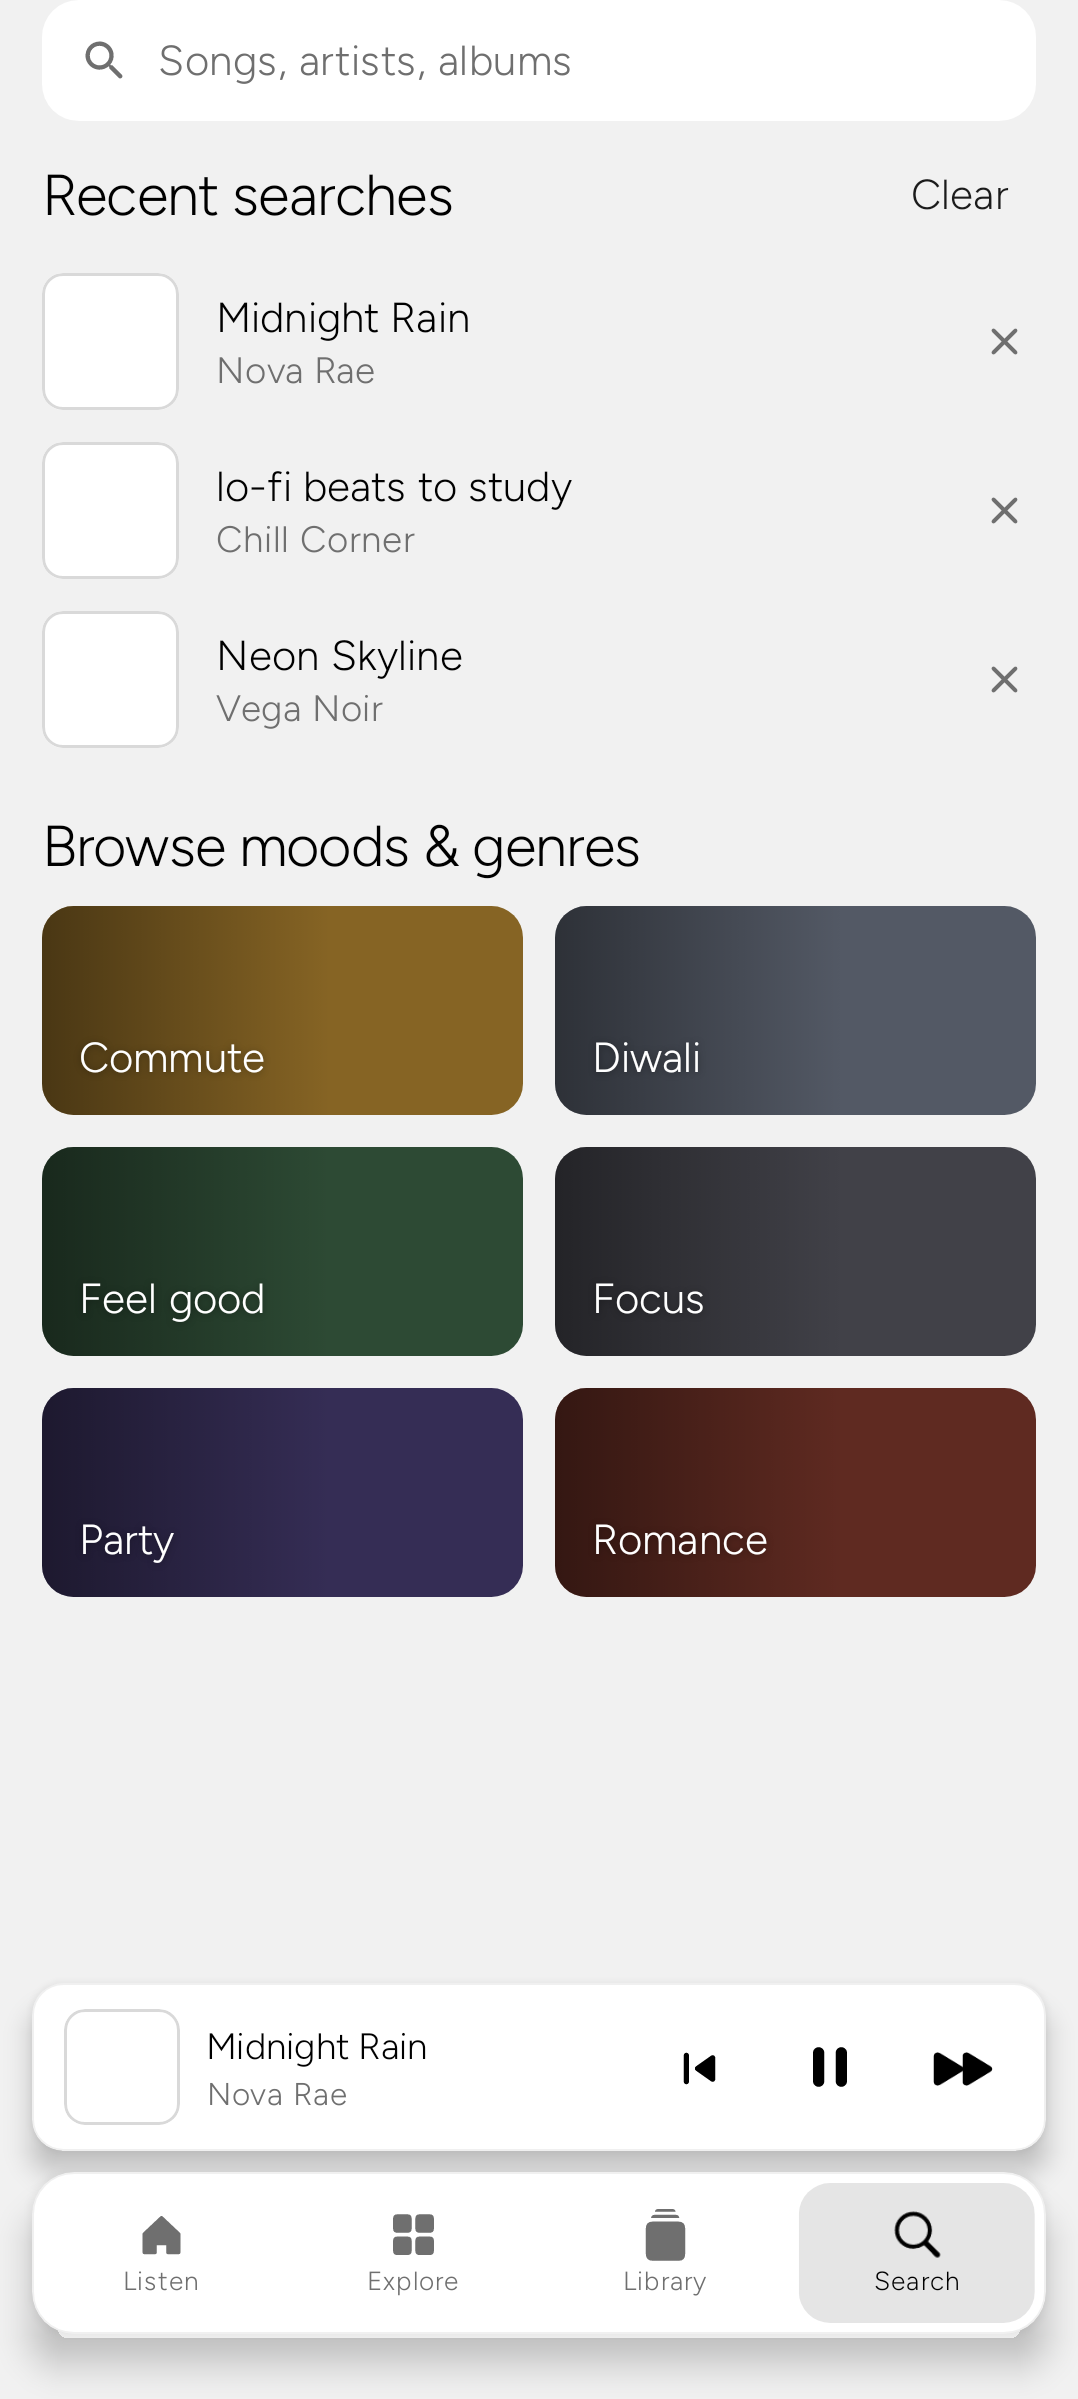 Songs, artists, albums
Recent searches
Clear
Midnight Rain
Nova Rae
lo-fi beats to study
Chill Corner
Neon Skyline
Vega Noir
Browse moods & genres
Commute
Diwali
Feel good
Focus
Party
Romance
Midnight Rain
Nova Rae
Listen
Explore
Library
Search